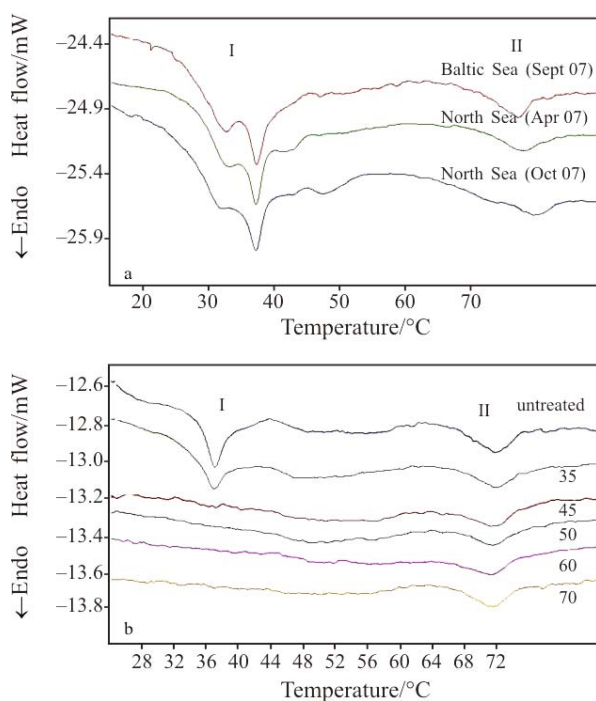 I
II
−24.4
Baltic Sea (Sept 07)
−24.9
North Sea (Apr 07)
−25.4
North Sea (Oct 07)
−25.9
←Endo Heat flow/mW
a
20 30 40 50 60 70
Temperature/°C
−12.6
I
II
untreated
−12.8
−13.0
35
−13.2
45
−13.4
50
−13.6
60
−13.8
70
←Endo Heat flow/mW
b
28 32 36 40 44 48 52 56 60 64 68 72
Temperature/°C